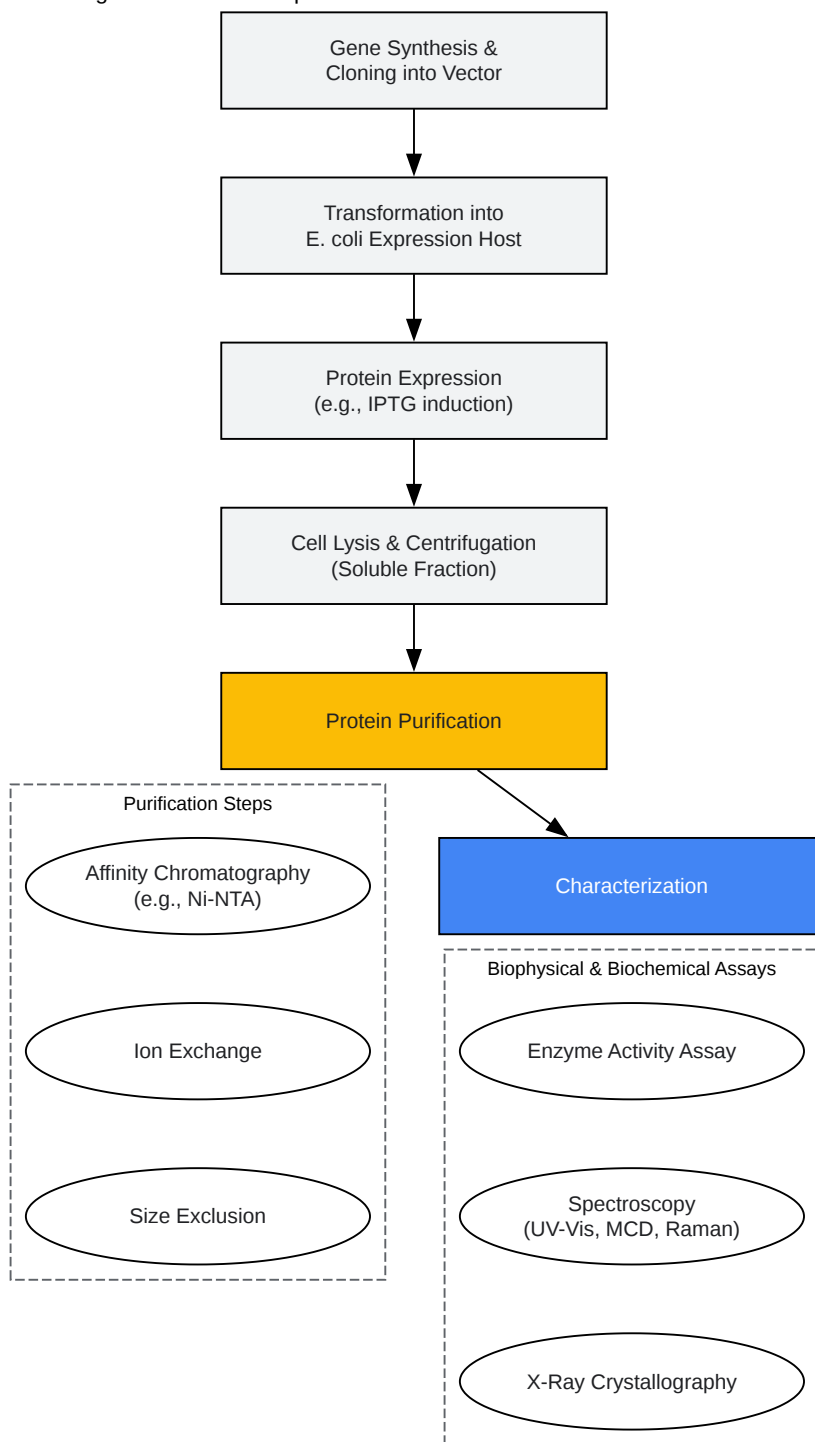 Gene Synthesis &
Cloning into Vector
Transformation into
E. coli Expression Host
Protein Expression
(e.g., IPTG induction)
Cell Lysis & Centrifugation
(Soluble Fraction)
Protein Purification
Purification Steps
Affinity Chromatography
(e.g., Ni-NTA)
Ion Exchange
Size Exclusion
Characterization
Biophysical & Biochemical Assays
Enzyme Activity Assay
Spectroscopy
(UV-Vis, MCD, Raman)
X-Ray Crystallography